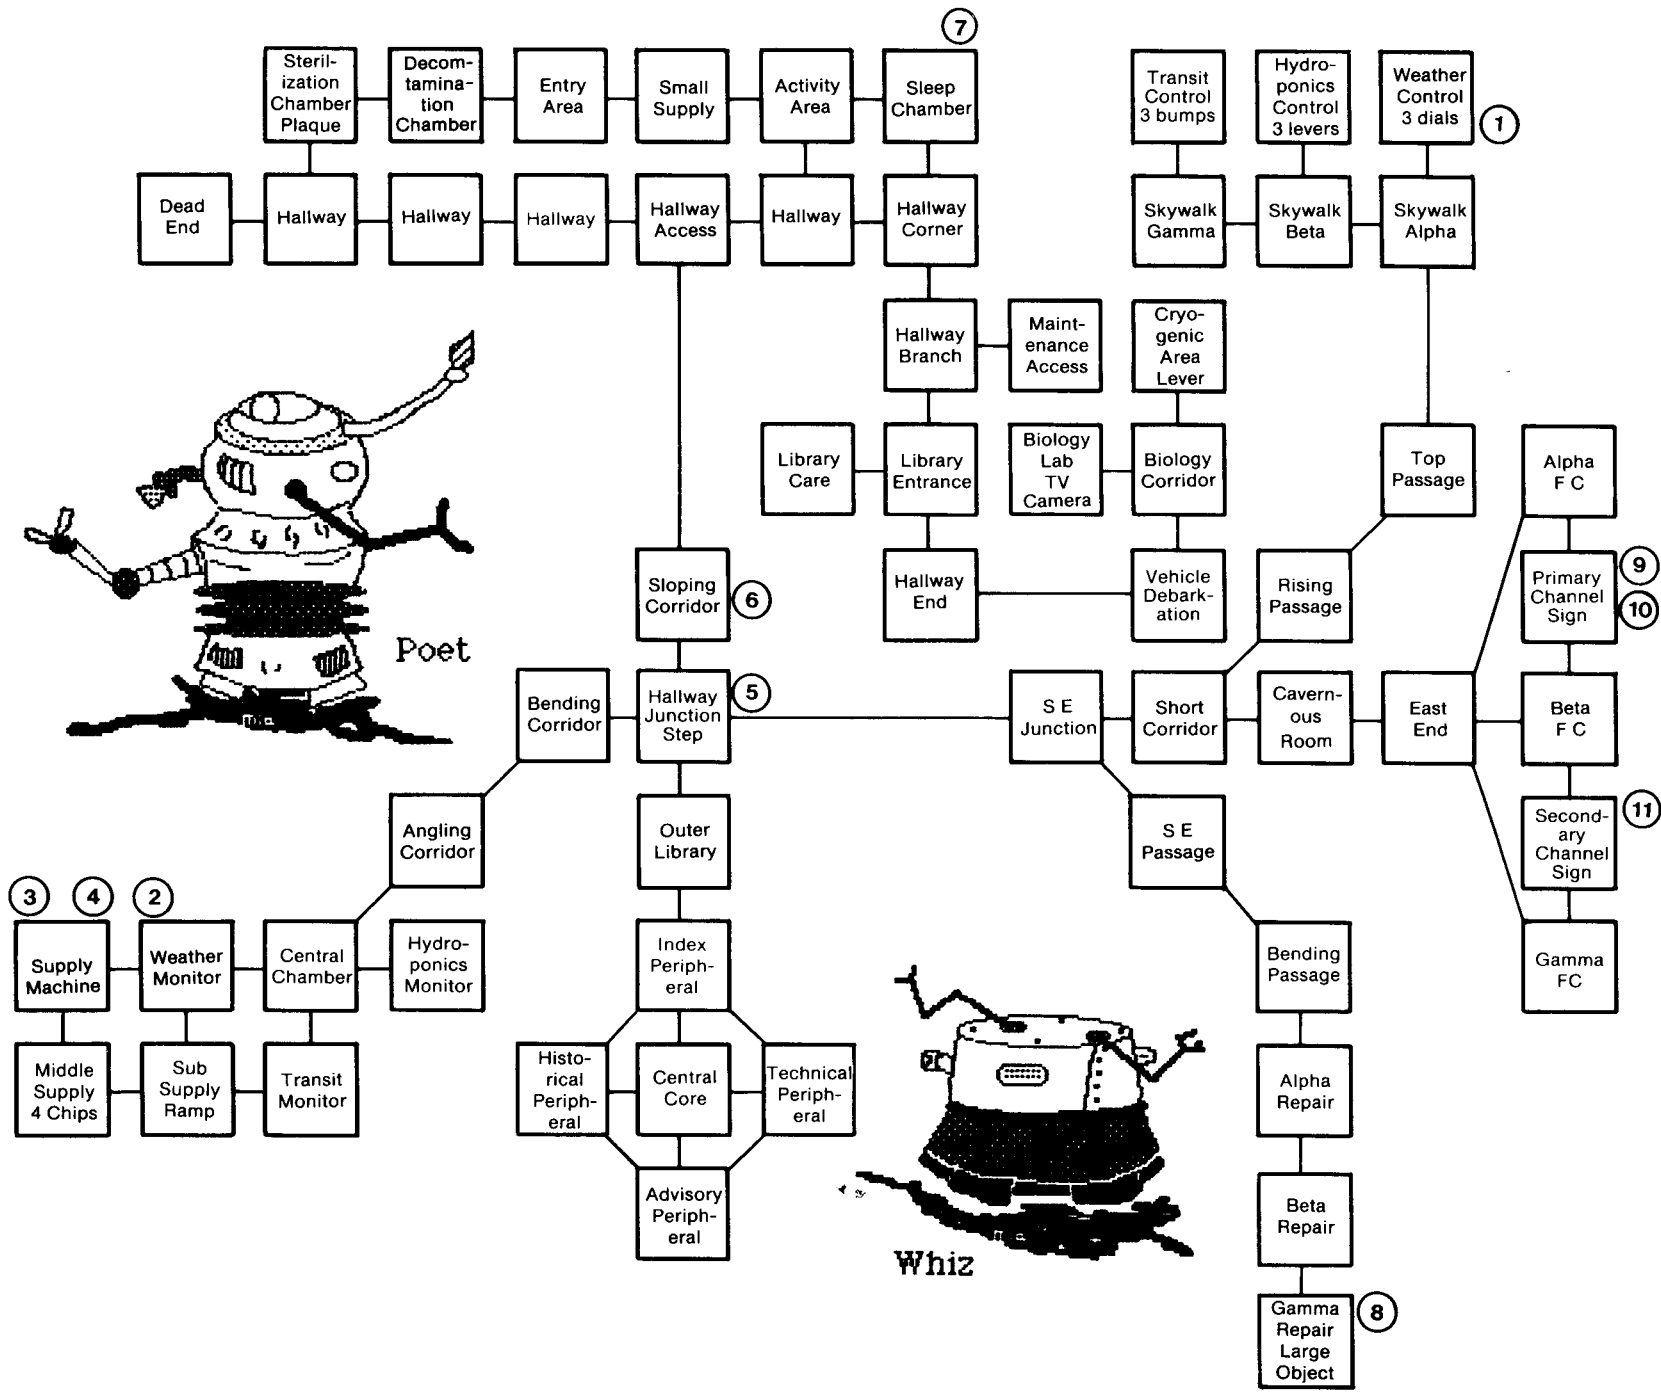 7
Steril-
ization
Chamber
Plaque
Decom-
tamina-
tion
Chamber
Entry
Area
Small
Supply
Activity
Area
Sleep
Chamber
Transit
Control
3 bumps
Hydro-
ponics
Control
3 levers
Weather
Control
3 dials
1
Dead
End
Hallway
Hallway
Hallway
Hallway
Access
Hallway
Hallway
Corner
Skywalk
Gamma
Skywalk
Beta
Skywalk
Alpha
Hallway
Branch
Maint-
enance
Access
Cryo-
genic
Area
Lever
Library
Care
Library
Entrance
Biology
Lab
TV
Camera
Biology
Corridor
Top
Passage
Alpha
F C
Sloping
Corridor
6
Hallway
End
Vehicle
Debark-
ation
Rising
Passage
Primary
Channel
Sign
9
10
Poet
Bending
Corridor
Hallway
Junction
Step
5
S E
Junction
Short
Corridor
Cavern-
ous
Room
East
End
Beta
F C
Angling
Corridor
Outer
Library
S E
Passage
Second-
ary
Channel
Sign
11
3
4
2
Supply
Machine
Weather
Monitor
Central
Chamber
Hydro-
ponics
Monitor
Index
Periph-
eral
Bending
Passage
Gamma
FC
Middle
Supply
4 Chips
Sub
Supply
Ramp
Transit
Monitor
Histo-
rical
Periph-
eral
Central
Core
Technical
Periph-
eral
Alpha
Repair
Advisory
Periph-
eral
Beta
Repair
Whiz
Gamma
Repair
Large
Object
8